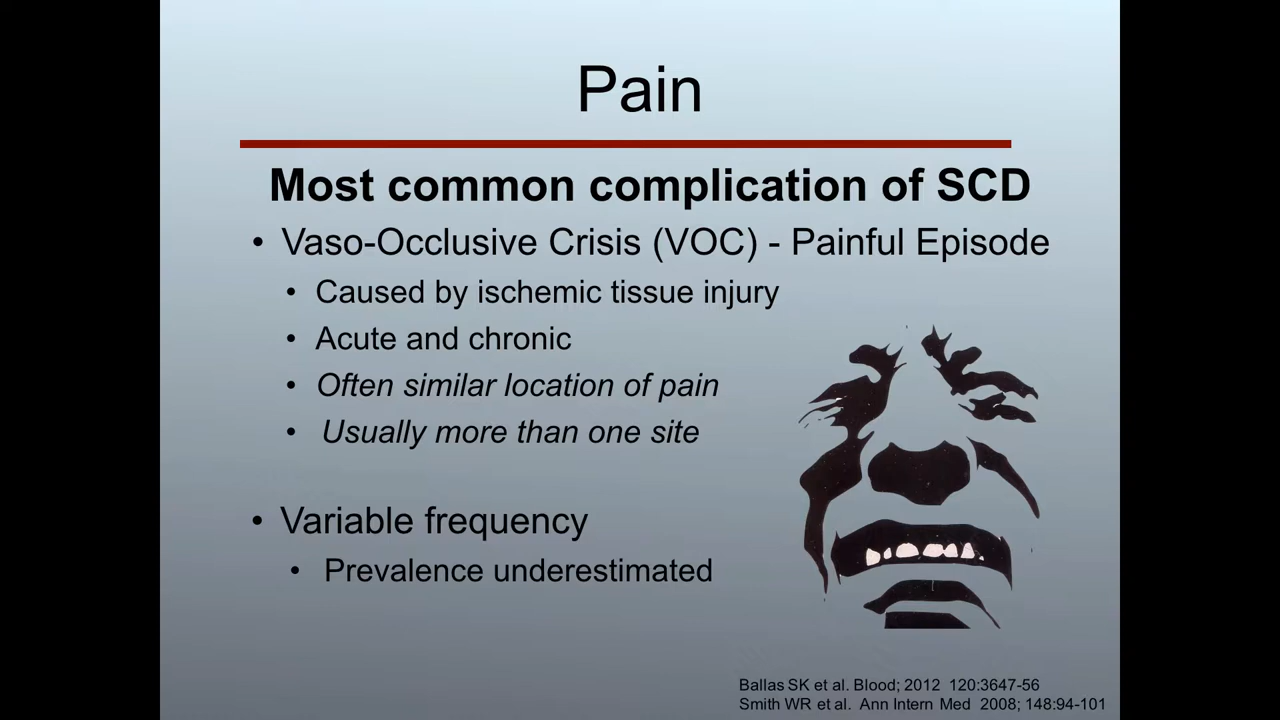 Pain
Most common complication of SCD
• Vaso-Occlusive Crisis (VOC) - Painful Episode
• Caused by ischemic tissue injury
• Acute and chronic
• Often similar location of pain
• Usually more than one site
• Variable frequency
• Prevalence underestimated
Ballas SK et al. Blood; 2012 120:3647-56
Smith WR et al. Ann Intern Med 2008; 148:94-101